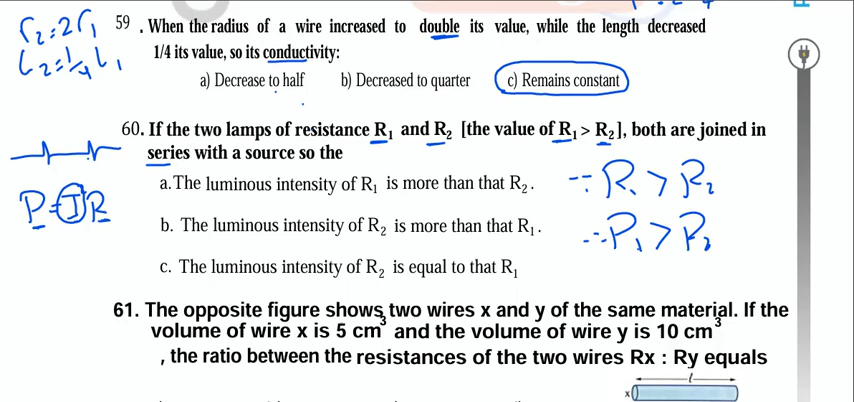 r₂=2r₁
L₂=¼L₁
59 . When the radius of a wire increased to double its value, while the length decreased
1/4 its value, so its conductivity:
a) Decrease to half b) Decreased to quarter c) Remains constant
60. If the two lamps of resistance R₁ and R₂ [the value of R₁ > R₂], both are joined in
series with a source so the
a. The luminous intensity of R₁ is more than that R₂.
∵ R₁ > R₂
P=I²R
b. The luminous intensity of R₂ is more than that R₁.
∴ P₁ > P₂
c. The luminous intensity of R₂ is equal to that R₁
61. The opposite figure shows two wires x and y of the same material. If the
volume of wire x is 5 cm³ and the volume of wire y is 10 cm³
, the ratio between the resistances of the two wires Rx : Ry equals
l
x